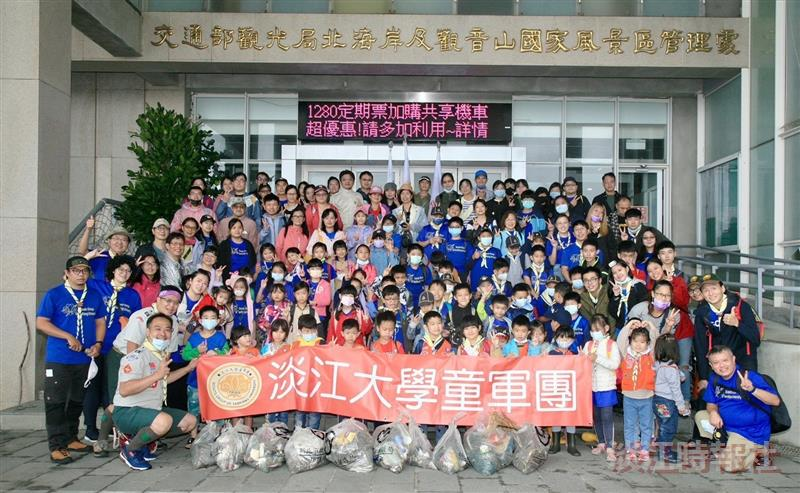 交通部觀光局北海岸及觀音山國家風景區管理處
1280定期票加購共享機車
超優惠!請多加利用~詳情
淡江大學童軍團
淡江時報社